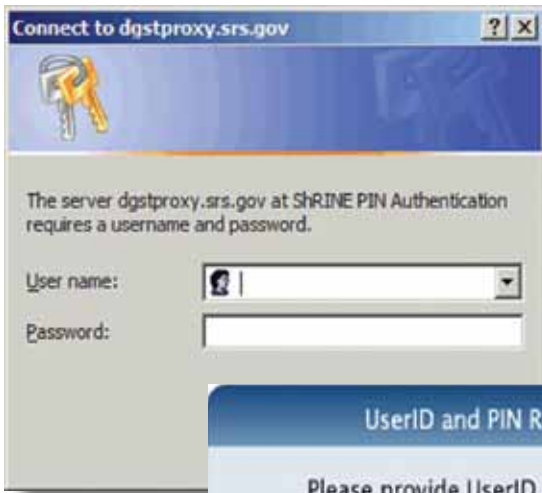 Connect to dgstproxy.srs.gov
The server dgstproxy.srs.gov at ShRINE PIN Authentication
requires a username and password.
User name:
Password:
UserID and PIN R
Please provide UserID